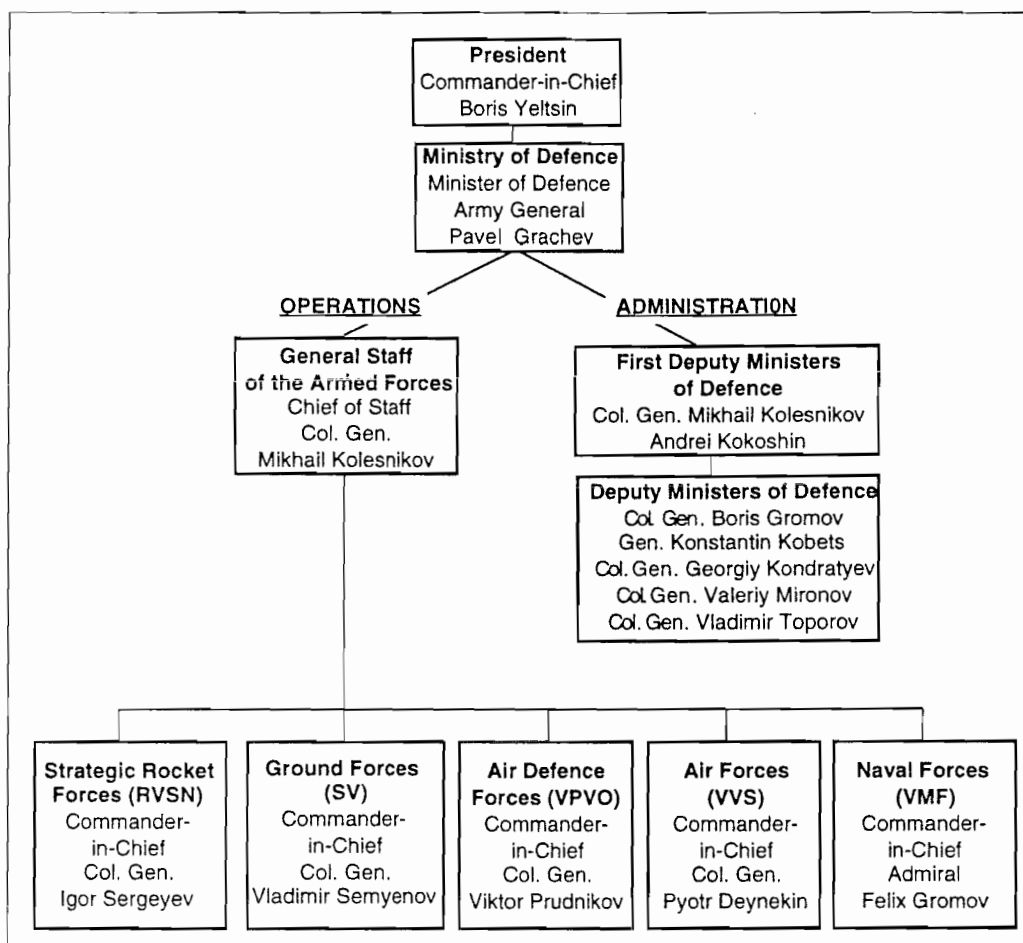 President
Commander-in-Chief
Boris Yeltsin
Ministry of Defence
Minister of Defence
Army General
Pavel Grachev
OPERATIONS
ADMINISTRATION
General Staff
of the Armed Forces
Chief of Staff
Col. Gen.
Mikhail Kolesnikov
First Deputy Ministers
of Defence
Col. Gen. Mikhail Kolesnikov
Andrei Kokoshin
Deputy Ministers of Defence
Col. Gen. Boris Gromov
Gen. Konstantin Kobets
Col. Gen. Georgiy Kondratyev
Col. Gen. Valeriy Mironov
Col. Gen. Vladimir Toporov
Strategic Rocket
Forces (RVSN)
Commander-
in-Chief
Col. Gen.
Igor Sergeyev
Ground Forces
(SV)
Commander-
in-Chief
Col. Gen.
Vladimir Semyenov
Air Defence
Forces (VPVO)
Commander-
in-Chief
Col. Gen.
Viktor Prudnikov
Air Forces
(VVS)
Commander-
in-Chief
Col. Gen.
Pyotr Deynekin
Naval Forces
(VMF)
Commander-
in-Chief
Admiral
Felix Gromov